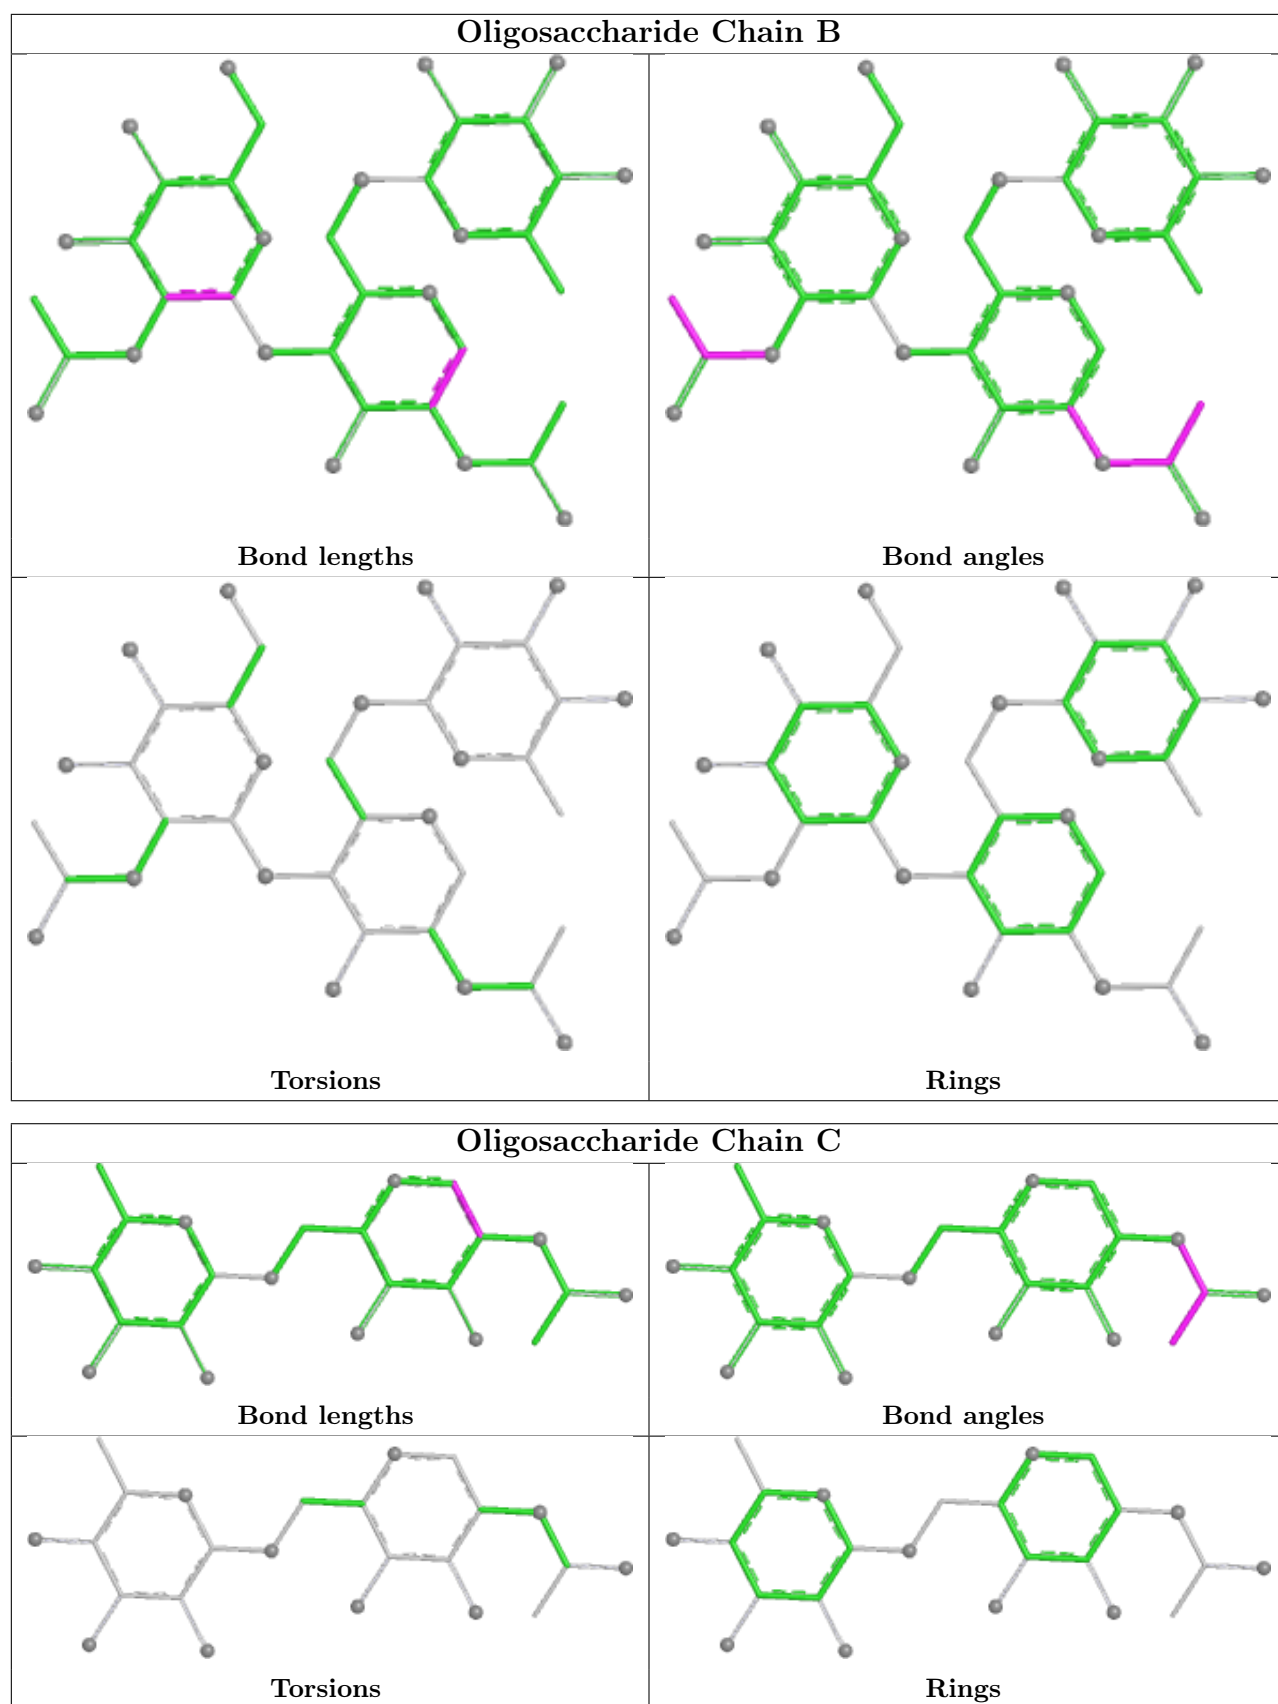 Oligosaccharide Chain B
Bond lengths
Bond angles
Torsions
Rings
Oligosaccharide Chain C
Bond lengths
Bond angles
Torsions
Rings